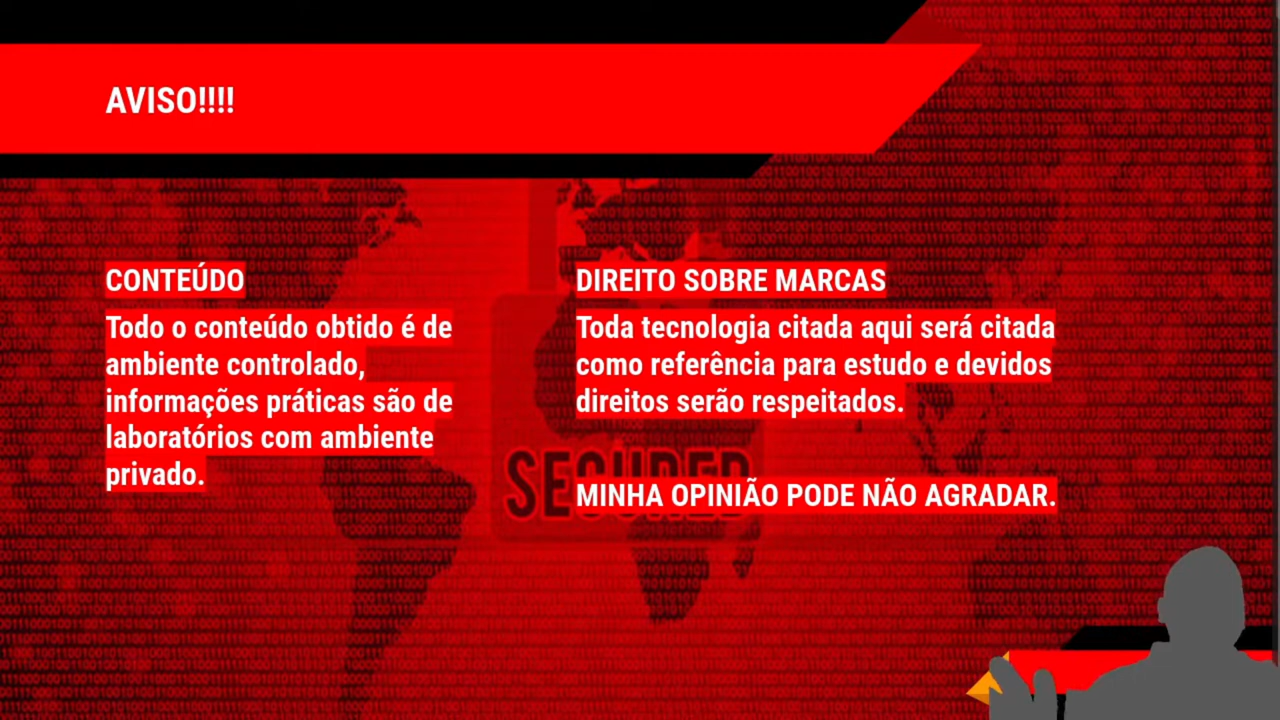 AVISO!!!!
CONTEÚDO
Todo o conteúdo obtido é de
ambiente controlado,
informações práticas são de
laboratórios com ambiente
privado.
DIREITO SOBRE MARCAS
Toda tecnologia citada aqui será citada
como referência para estudo e devidos
direitos serão respeitados.
SECURED
MINHA OPINIÃO PODE NÃO AGRADAR.